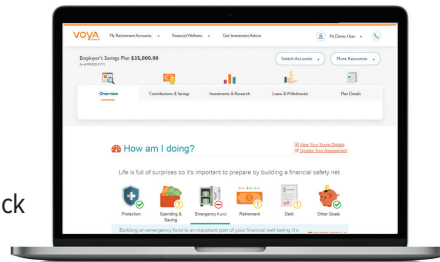 VOYA
My Retirement Accounts Financial Wellness Get Investment Advice Hi, Demo User
Employer's Savings Plan $35,000.00
Switch Accounts More Resources
Overview Contributions & Savings Investments & Research Loans & Withdrawals Plan Details
How am I doing?
View Your Score Details
Update Your Assessment
Life is full of surprises so it's important to prepare by building a financial safety net.
Protection Spending & Saving Emergency Fund Retirement Debt Other Goals
Building an emergency fund is an important part of your financial well-being. It's
ck